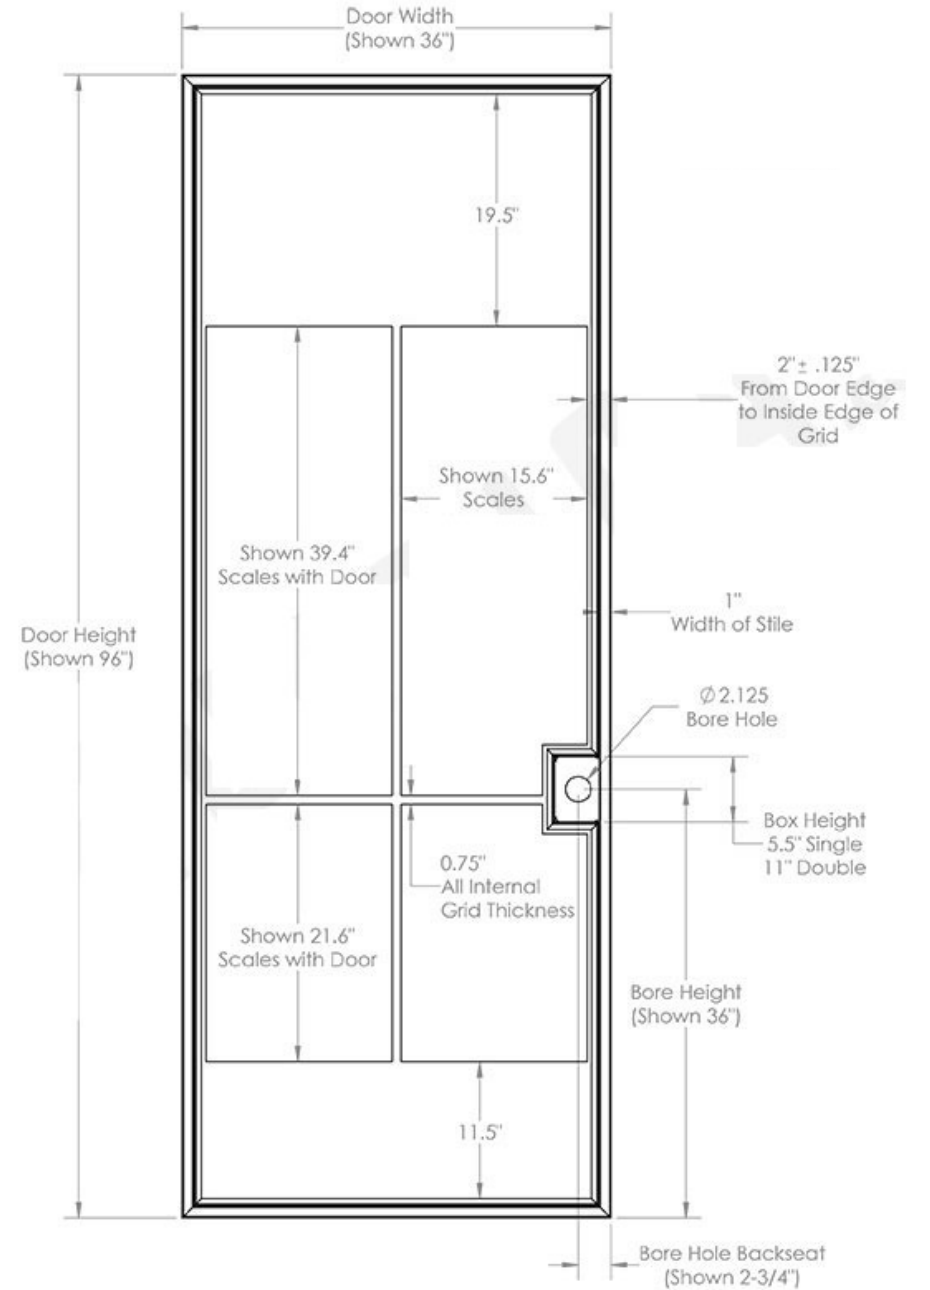 Door Width
(Shown 36")
19.5"
2"± .125"
From Door Edge
to Inside Edge of
Grid
Shown 15.6"
Scales
Shown 39.4"
Scales with Door
1"
Width of Stile
Door Height
(Shown 96")
Ø2.125
Bore Hole
Box Height
5.5" Single
11" Double
0.75"
All Internal
Grid Thickness
Shown 21.6"
Scales with Door
Bore Height
(Shown 36")
11.5"
Bore Hole Backseat
(Shown 2-3/4")